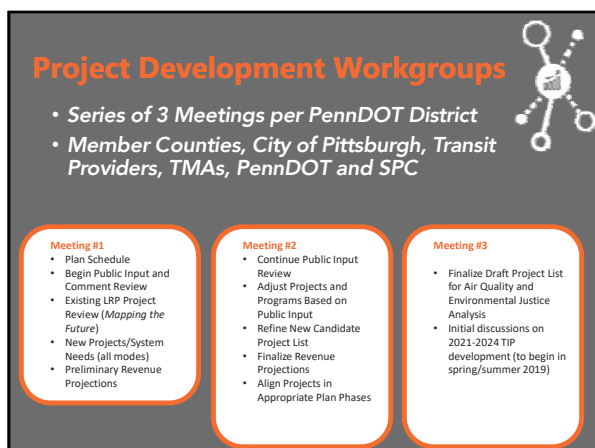 Project Development Workgroups
• Series of 3 Meetings per PennDOT District
• Member Counties, City of Pittsburgh, Transit
Providers, TMAs, PennDOT and SPC
Meeting #1
• Plan Schedule
• Begin Public Input and
Comment Review
• Existing LRP Project
Review (Mapping the
Future)
• New Projects/System
Needs (all modes)
• Preliminary Revenue
Projections
Meeting #2
• Continue Public Input
Review
• Adjust Projects and
Programs Based on
Public Input
• Refine New Candidate
Project List
• Finalize Revenue
Projections
• Align Projects in
Appropriate Plan Phases
Meeting #3
• Finalize Draft Project List
for Air Quality and
Environmental Justice
Analysis
• Initial discussions on
2021-2024 TIP
development (to begin in
spring/summer 2019)